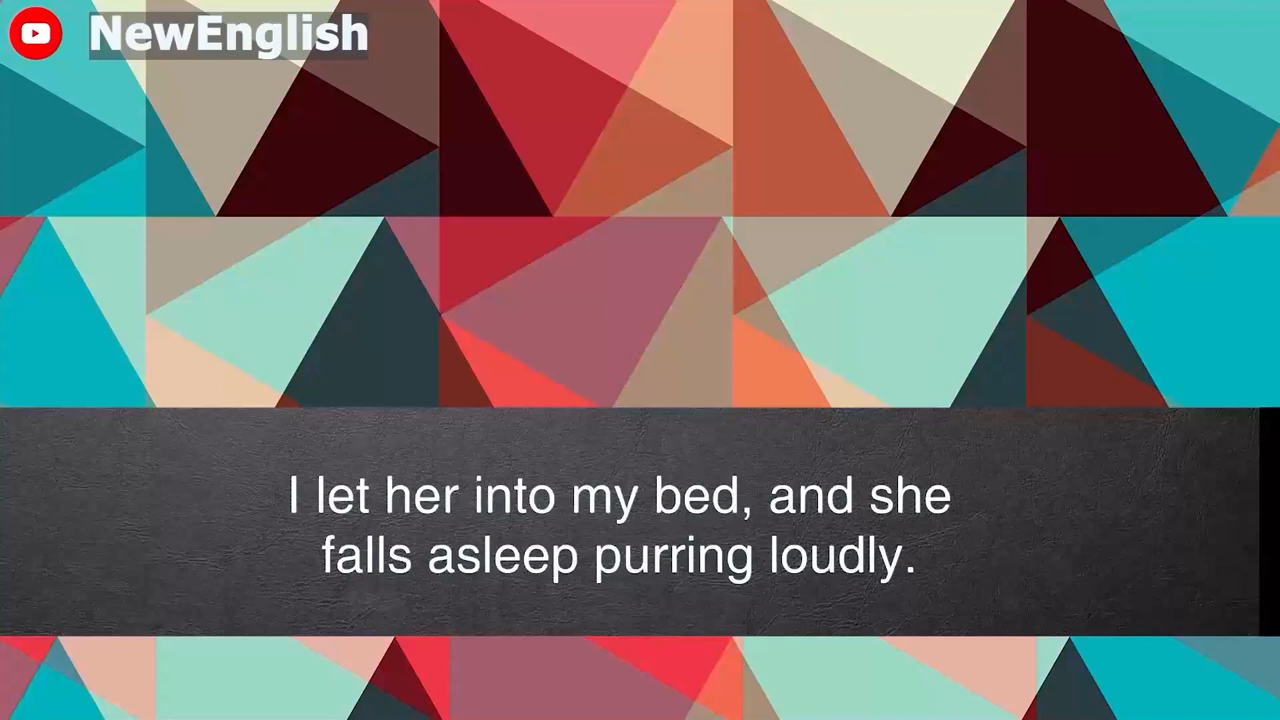 NewEnglish
I let her into my bed, and she
falls asleep purring loudly.